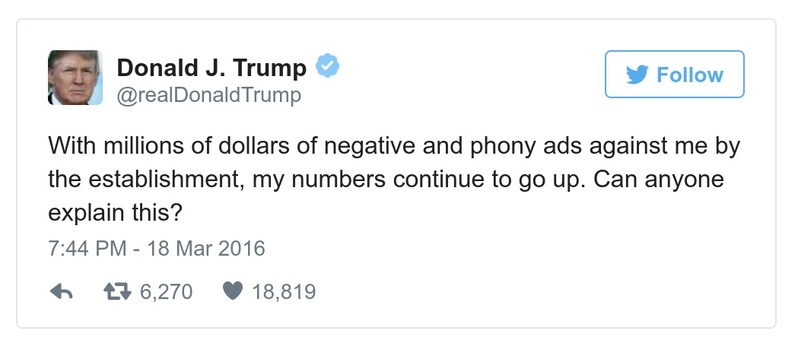 Donald J. Trump
Follow
@realDonaldTrump
With millions of dollars of negative and phony ads against me by
the establishment, my numbers continue to go up. Can anyone
explain this?
7:44 PM - 18 Mar 2016
6,270 18,819